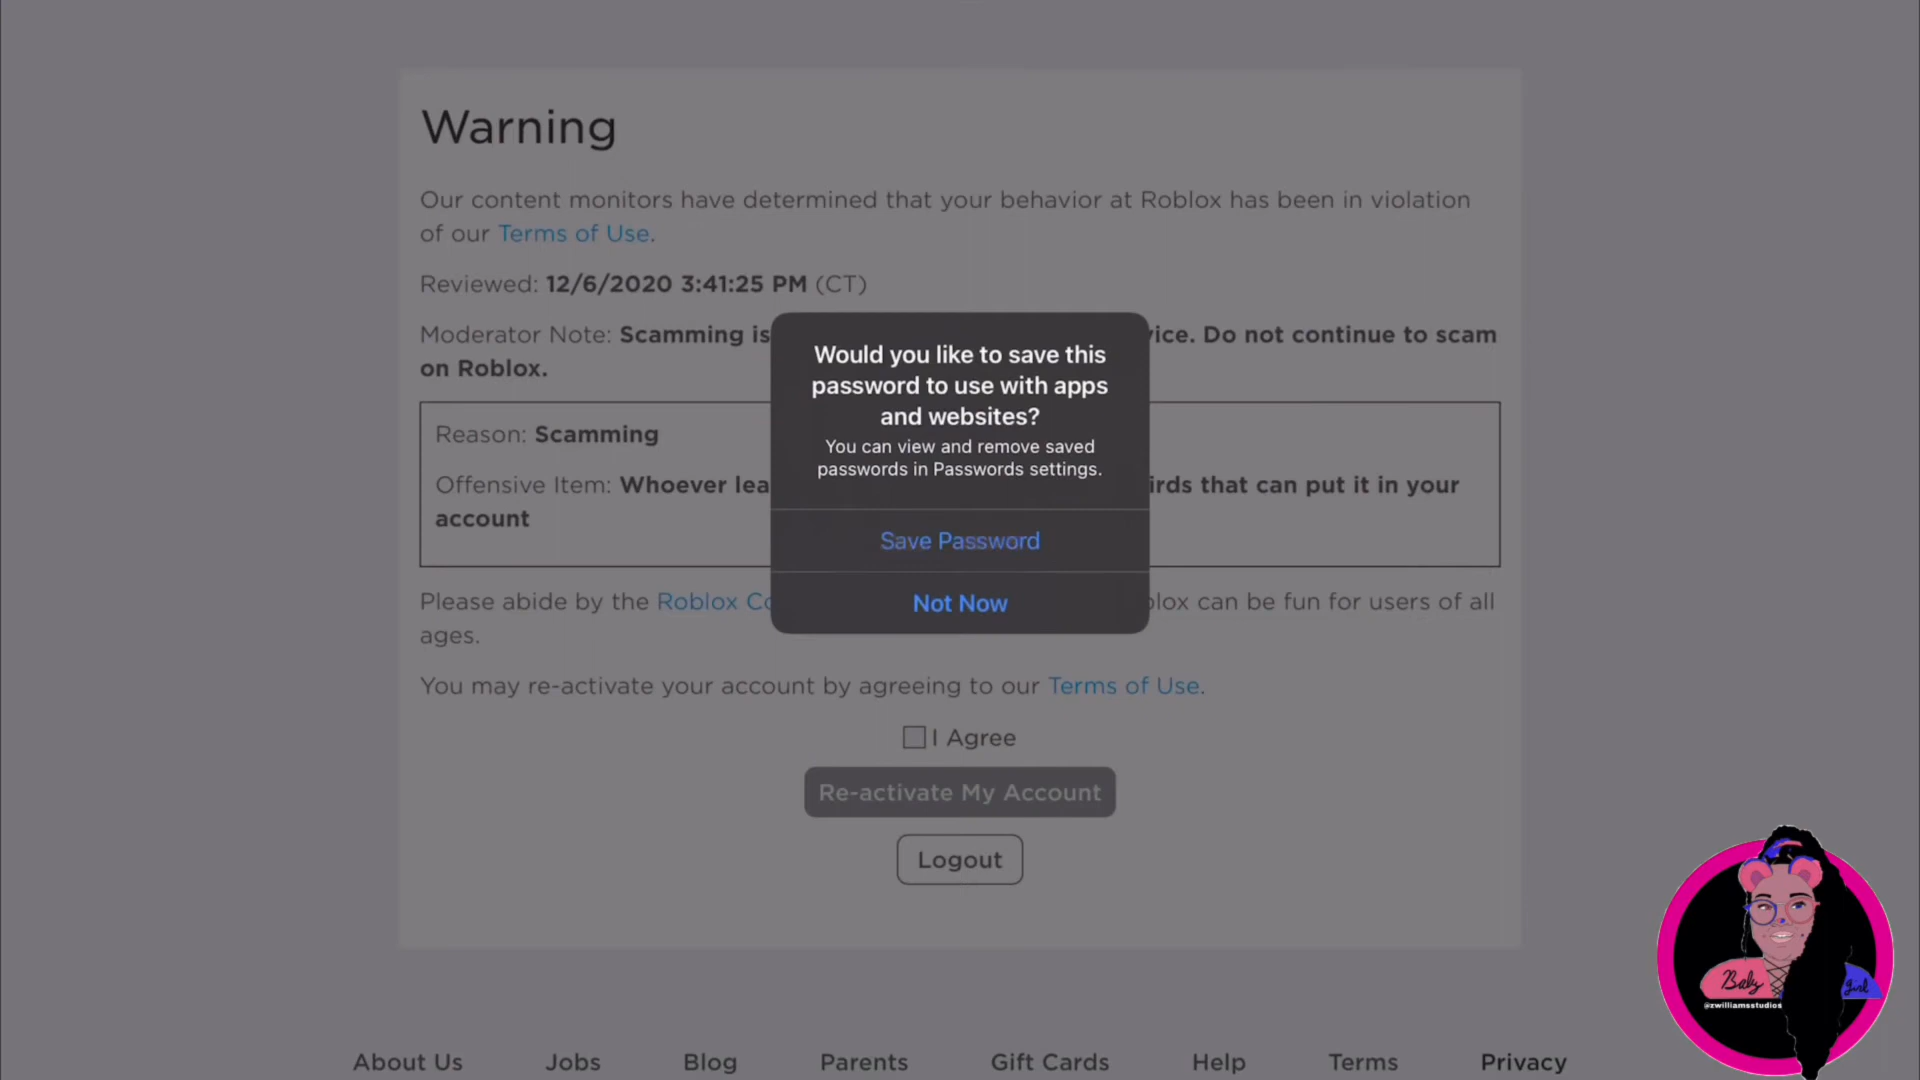 Warning
Our content monitors have determined that your behavior at Roblox has been in violation
of our Terms of Use.
Reviewed: 12/6/2020 3:41:25 PM (CT)
Moderator Note: Scamming is vice. Do not continue to scam
on Roblox.
Reason: Scamming
Offensive Item: Whoever lea irds that can put it in your
account
Would you like to save this
password to use with apps
and websites?
You can view and remove saved
passwords in Passwords settings.
Save Password
Not Now
Please abide by the Roblox Co blox can be fun for users of all
ages.
You may re-activate your account by agreeing to our Terms of Use.
I Agree
Re-activate My Account
Logout
Baby girl
@zwilliamsstudios
About Us Jobs Blog Parents Gift Cards Help Terms Privacy